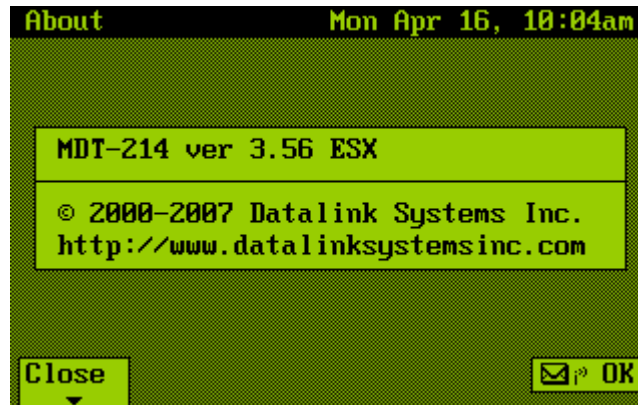 About Mon Apr 16, 10:04am
MDT-214 ver 3.56 ESX
© 2000-2007 Datalink Systems Inc.
http://www.datalinksystemsinc.com
Close OK